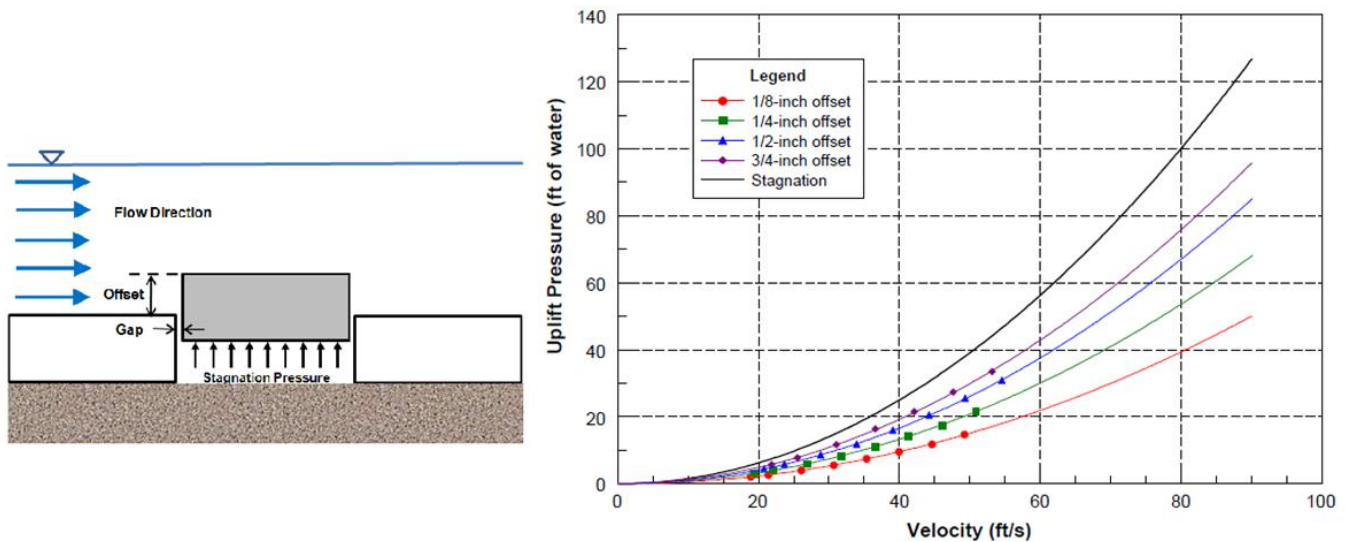 Flow Direction
Offset
Gap
Stagnation Pressure
140
120
100
80
60
40
20
0
Uplift Pressure (ft of water)
Legend
1/8-inch offset
1/4-inch offset
1/2-inch offset
3/4-inch offset
Stagnation
0 20 40 60 80 100
Velocity (ft/s)